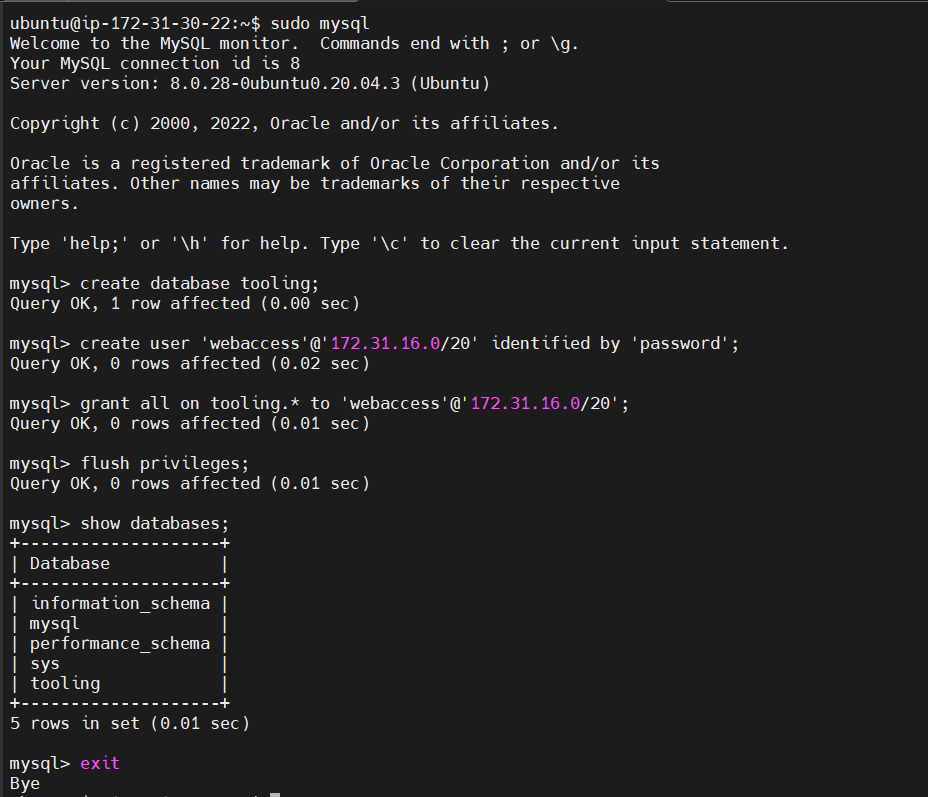 ubuntu@ip-172-31-30-22:~$ sudo mysql
Welcome to the MySQL monitor.  Commands end with ; or \g.
Your MySQL connection id is 8
Server version: 8.0.28-0ubuntu0.20.04.3 (Ubuntu)
Copyright (c) 2000, 2022, Oracle and/or its affiliates.
Oracle is a registered trademark of Oracle Corporation and/or its
affiliates. Other names may be trademarks of their respective
owners.
Type 'help;' or '\h' for help. Type '\c' to clear the current input statement.
mysql> create database tooling;
Query OK, 1 row affected (0.00 sec)
mysql> create user 'webaccess'@'172.31.16.0/20' identified by 'password';
Query OK, 0 rows affected (0.02 sec)
mysql> grant all on tooling.* to 'webaccess'@'172.31.16.0/20';
Query OK, 0 rows affected (0.01 sec)
mysql> flush privileges;
Query OK, 0 rows affected (0.01 sec)
mysql> show databases;
+--------------------+
| Database           |
+--------------------+
| information_schema |
| mysql              |
| performance_schema |
| sys                |
| tooling            |
+--------------------+
5 rows in set (0.01 sec)
mysql> exit
Bye